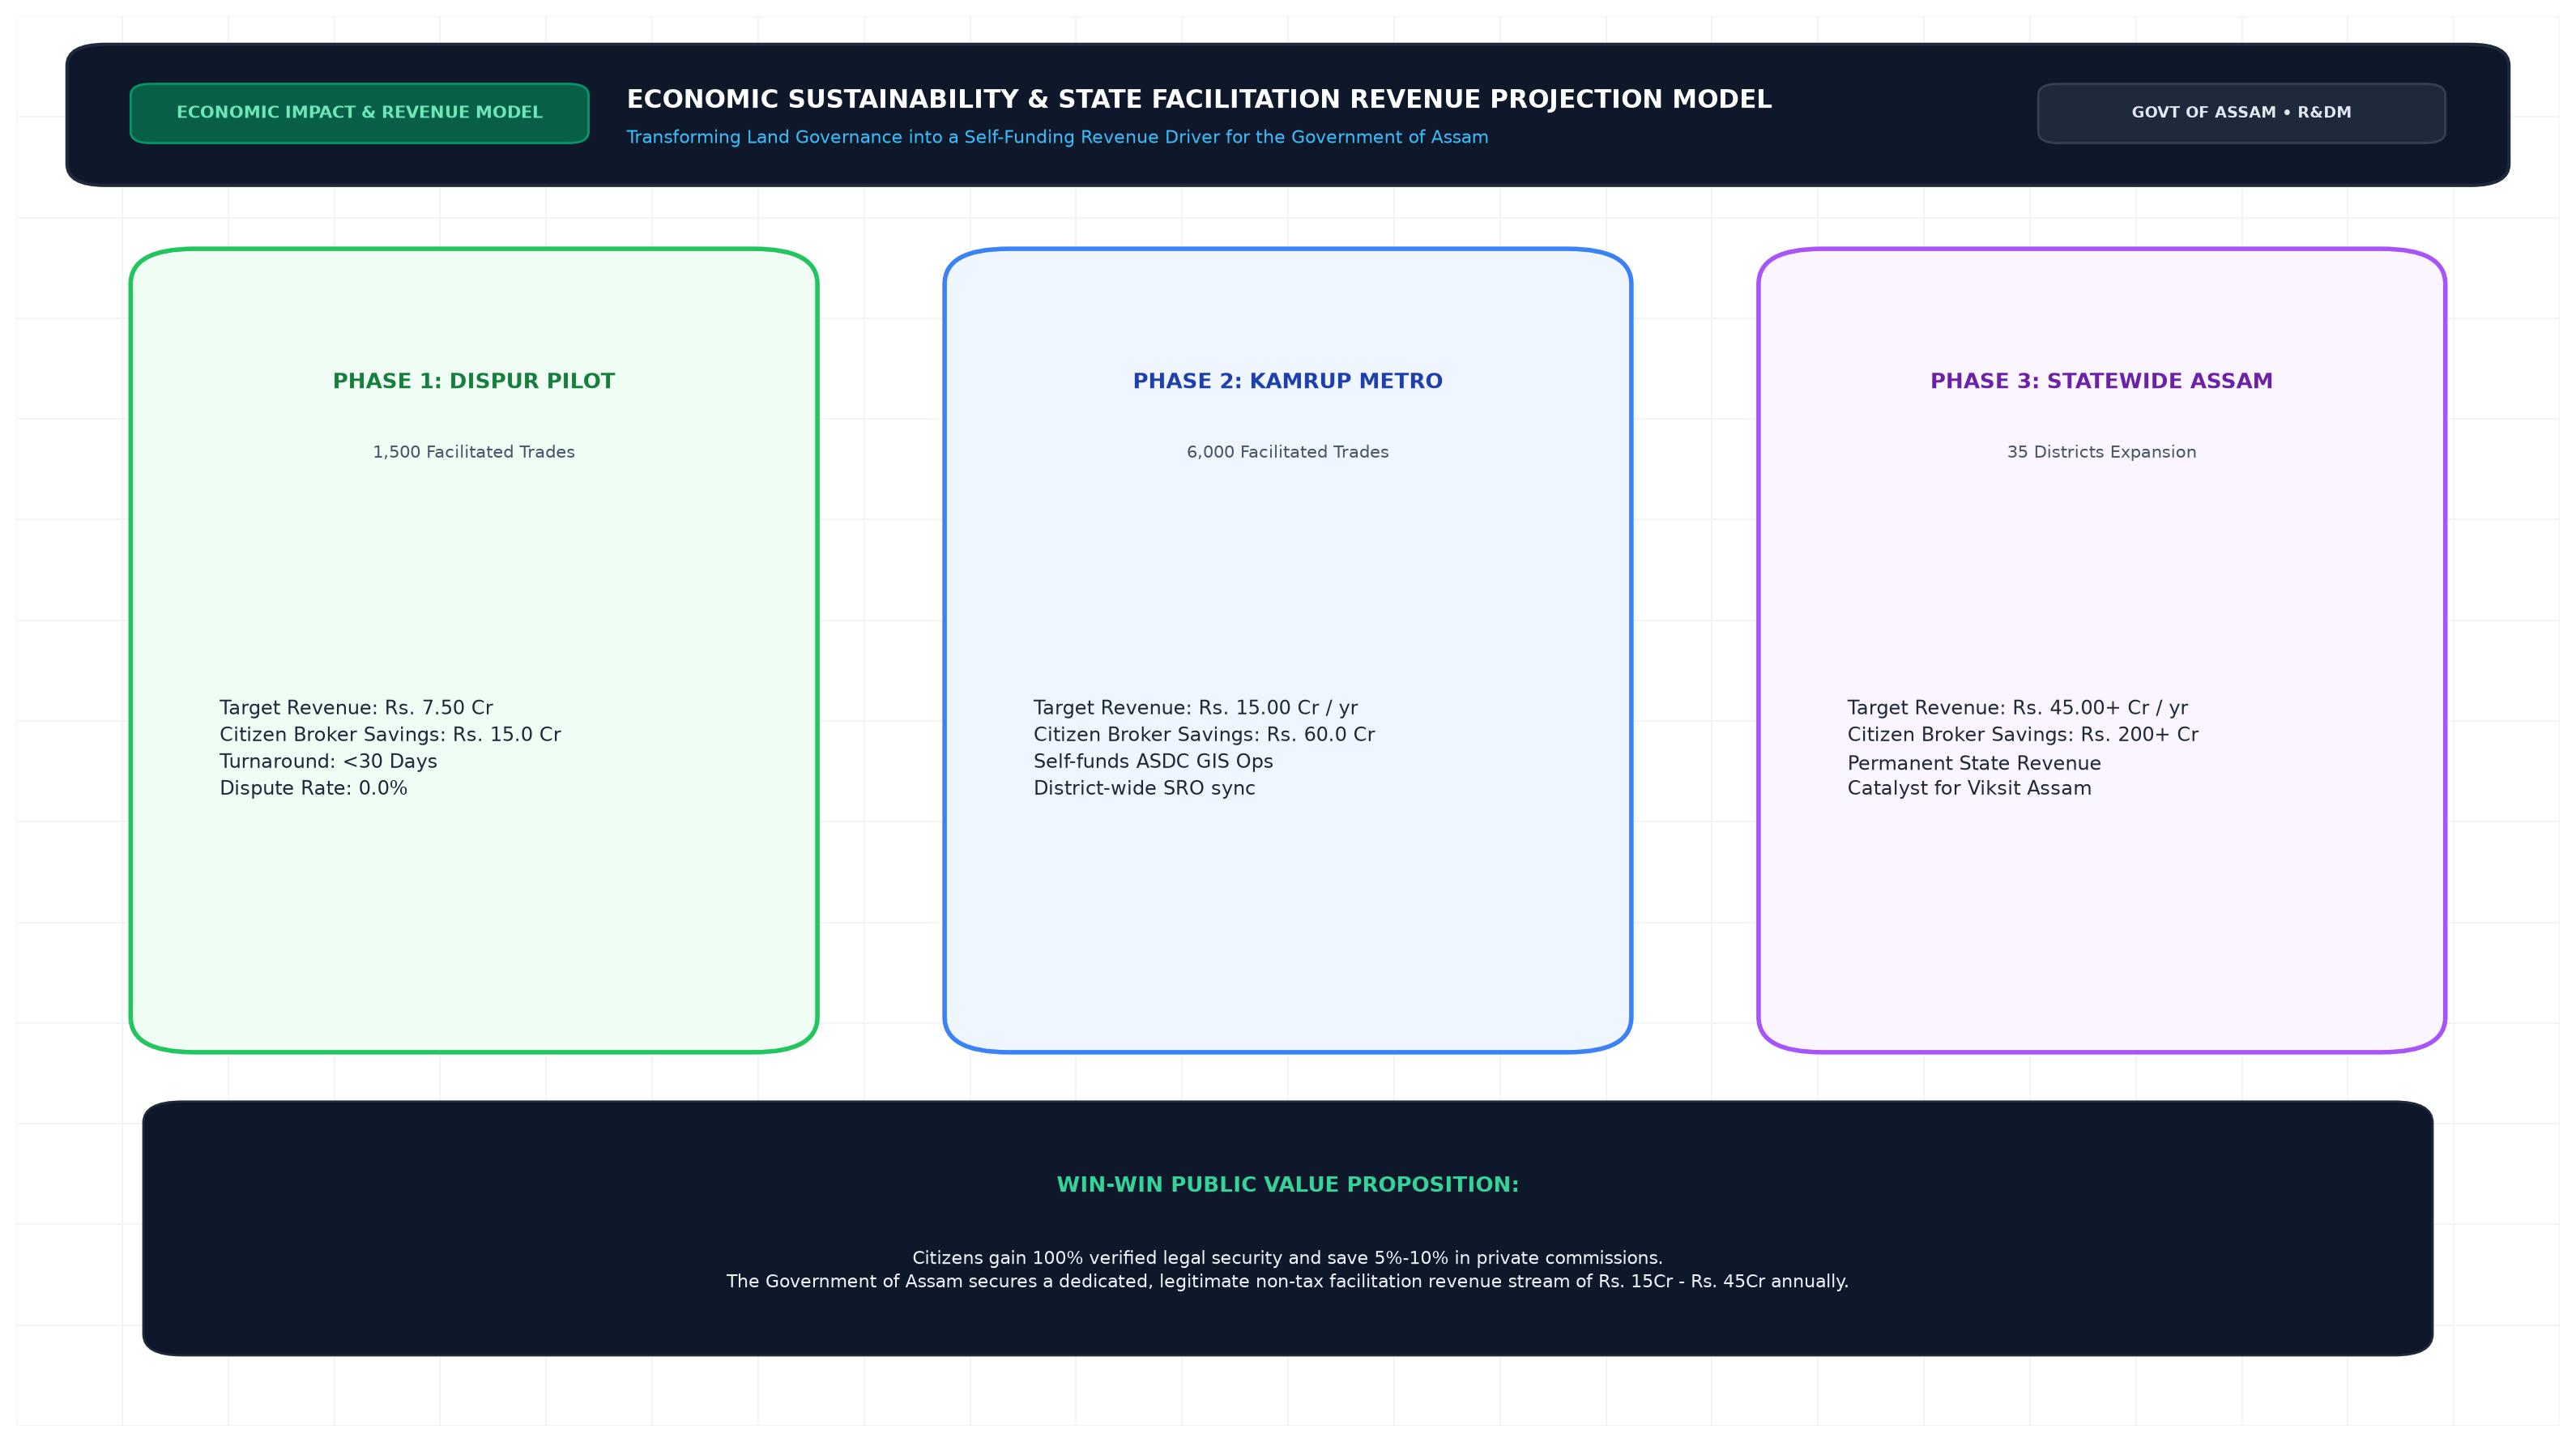 ECONOMIC IMPACT & REVENUE MODEL
ECONOMIC SUSTAINABILITY & STATE FACILITATION REVENUE PROJECTION MODEL
Transforming Land Governance into a Self-Funding Revenue Driver for the Government of Assam
GOVT OF ASSAM • R&DM
PHASE 1: DISPUR PILOT
1,500 Facilitated Trades
Target Revenue: Rs. 7.50 Cr
Citizen Broker Savings: Rs. 15.0 Cr
Turnaround: <30 Days
Dispute Rate: 0.0%
PHASE 2: KAMRUP METRO
6,000 Facilitated Trades
Target Revenue: Rs. 15.00 Cr / yr
Citizen Broker Savings: Rs. 60.0 Cr
Self-funds ASDC GIS Ops
District-wide SRO sync
PHASE 3: STATEWIDE ASSAM
35 Districts Expansion
Target Revenue: Rs. 45.00+ Cr / yr
Citizen Broker Savings: Rs. 200+ Cr
Permanent State Revenue
Catalyst for Viksit Assam
WIN-WIN PUBLIC VALUE PROPOSITION:
Citizens gain 100% verified legal security and save 5%-10% in private commissions.
The Government of Assam secures a dedicated, legitimate non-tax facilitation revenue stream of Rs. 15Cr - Rs. 45Cr annually.